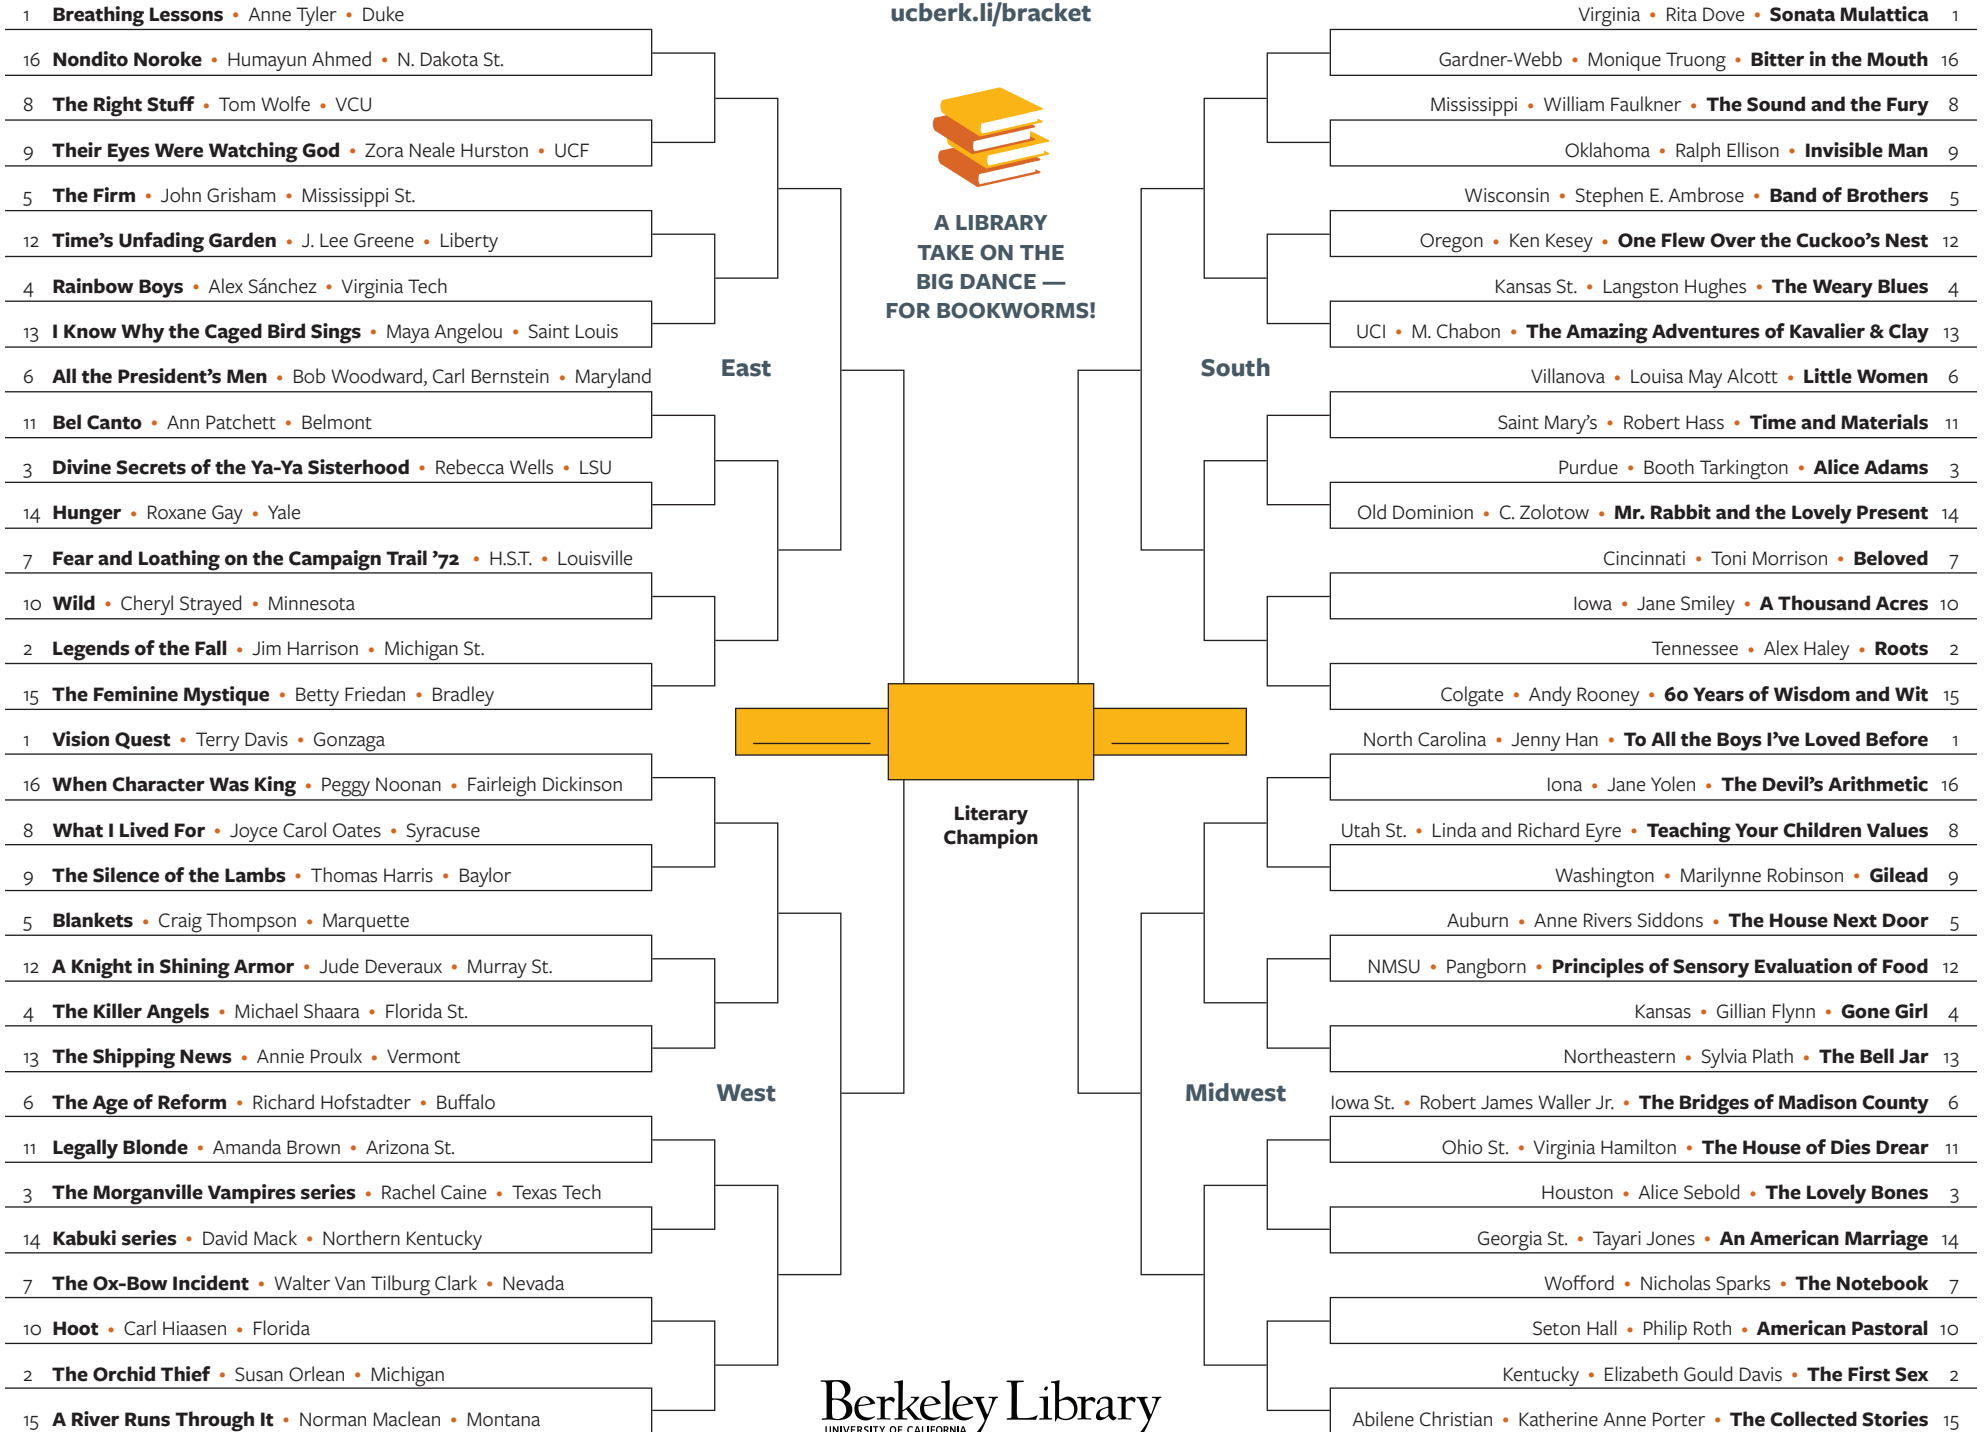 1 Breathing Lessons • Anne Tyler • Duke
16 Nondito Noroke • Humayun Ahmed • N. Dakota St.
8 The Right Stuff • Tom Wolfe • VCU
9 Their Eyes Were Watching God • Zora Neale Hurston • UCF
5 The Firm • John Grisham • Mississippi St.
12 Time's Unfading Garden • J. Lee Greene • Liberty
4 Rainbow Boys • Alex Sánchez • Virginia Tech
13 I Know Why the Caged Bird Sings • Maya Angelou • Saint Louis
East
6 All the President's Men • Bob Woodward, Carl Bernstein • Maryland
11 Bel Canto • Ann Patchett • Belmont
3 Divine Secrets of the Ya-Ya Sisterhood • Rebecca Wells • LSU
14 Hunger • Roxane Gay • Yale
7 Fear and Loathing on the Campaign Trail '72 • H.S.T. • Louisville
10 Wild • Cheryl Strayed • Minnesota
2 Legends of the Fall • Jim Harrison • Michigan St.
15 The Feminine Mystique • Betty Friedan • Bradley
1 Vision Quest • Terry Davis • Gonzaga
16 When Character Was King • Peggy Noonan • Fairleigh Dickinson
8 What I Lived For • Joyce Carol Oates • Syracuse
9 The Silence of the Lambs • Thomas Harris • Baylor
5 Blankets • Craig Thompson • Marquette
12 A Knight in Shining Armor • Jude Deveraux • Murray St.
4 The Killer Angels • Michael Shaara • Florida St.
13 The Shipping News • Annie Proulx • Vermont
West
6 The Age of Reform • Richard Hofstadter • Buffalo
11 Legally Blonde • Amanda Brown • Arizona St.
3 The Morganville Vampires series • Rachel Caine • Texas Tech
14 Kabuki series • David Mack • Northern Kentucky
7 The Ox-Bow Incident • Walter Van Tilburg Clark • Nevada
10 Hoot • Carl Hiaasen • Florida
2 The Orchid Thief • Susan Orlean • Michigan
15 A River Runs Through It • Norman Maclean • Montana
ucberk.li/bracket
A LIBRARY
TAKE ON THE
BIG DANCE —
FOR BOOKWORMS!
Literary
Champion
Berkeley Library
UNIVERSITY OF CALIFORNIA
Virginia • Rita Dove • Sonata Mulattica 1
Gardner-Webb • Monique Truong • Bitter in the Mouth 16
Mississippi • William Faulkner • The Sound and the Fury 8
Oklahoma • Ralph Ellison • Invisible Man 9
Wisconsin • Stephen E. Ambrose • Band of Brothers 5
Oregon • Ken Kesey • One Flew Over the Cuckoo's Nest 12
Kansas St. • Langston Hughes • The Weary Blues 4
UCI • M. Chabon • The Amazing Adventures of Kavalier & Clay 13
South
Villanova • Louisa May Alcott • Little Women 6
Saint Mary's • Robert Hass • Time and Materials 11
Purdue • Booth Tarkington • Alice Adams 3
Old Dominion • C. Zolotow • Mr. Rabbit and the Lovely Present 14
Cincinnati • Toni Morrison • Beloved 7
Iowa • Jane Smiley • A Thousand Acres 10
Tennessee • Alex Haley • Roots 2
Colgate • Andy Rooney • 60 Years of Wisdom and Wit 15
North Carolina • Jenny Han • To All the Boys I've Loved Before 1
Iona • Jane Yolen • The Devil's Arithmetic 16
Utah St. • Linda and Richard Eyre • Teaching Your Children Values 8
Washington • Marilynne Robinson • Gilead 9
Auburn • Anne Rivers Siddons • The House Next Door 5
NMSU • Pangborn • Principles of Sensory Evaluation of Food 12
Kansas • Gillian Flynn • Gone Girl 4
Northeastern • Sylvia Plath • The Bell Jar 13
Midwest
Iowa St. • Robert James Waller Jr. • The Bridges of Madison County 6
Ohio St. • Virginia Hamilton • The House of Dies Drear 11
Houston • Alice Sebold • The Lovely Bones 3
Georgia St. • Tayari Jones • An American Marriage 14
Wofford • Nicholas Sparks • The Notebook 7
Seton Hall • Philip Roth • American Pastoral 10
Kentucky • Elizabeth Gould Davis • The First Sex 2
Abilene Christian • Katherine Anne Porter • The Collected Stories 15